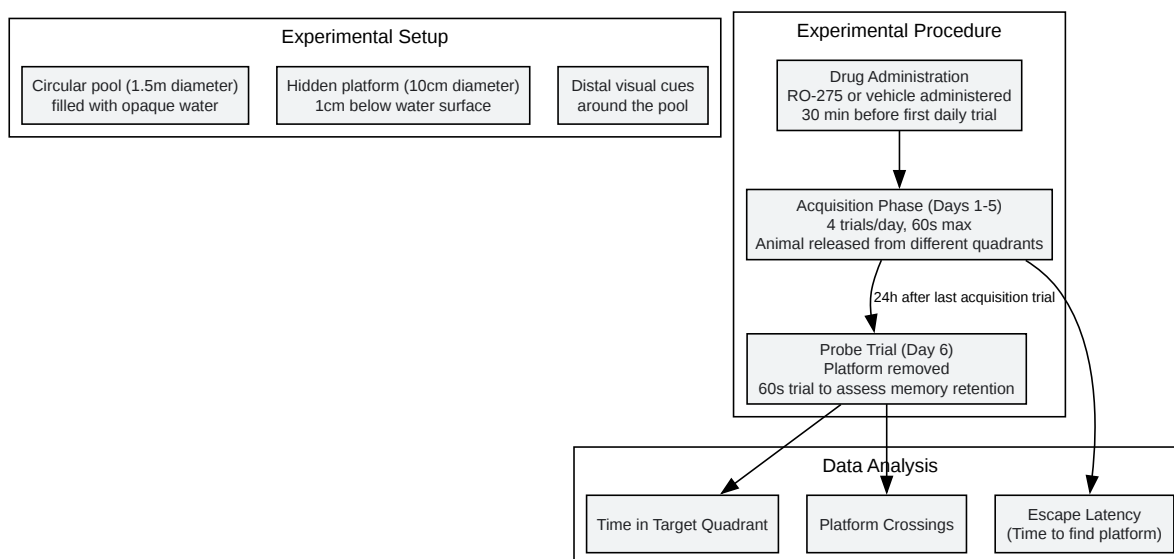 Experimental Setup
Circular pool (1.5m diameter)
filled with opaque water
Hidden platform (10cm diameter)
1cm below water surface
Distal visual cues
around the pool
Experimental Procedure
Drug Administration
RO-275 or vehicle administered
30 min before first daily trial
Acquisition Phase (Days 1-5)
4 trials/day, 60s max
Animal released from different quadrants
24h after last acquisition trial
Probe Trial (Day 6)
Platform removed
60s trial to assess memory retention
Data Analysis
Time in Target Quadrant
Platform Crossings
Escape Latency
(Time to find platform)